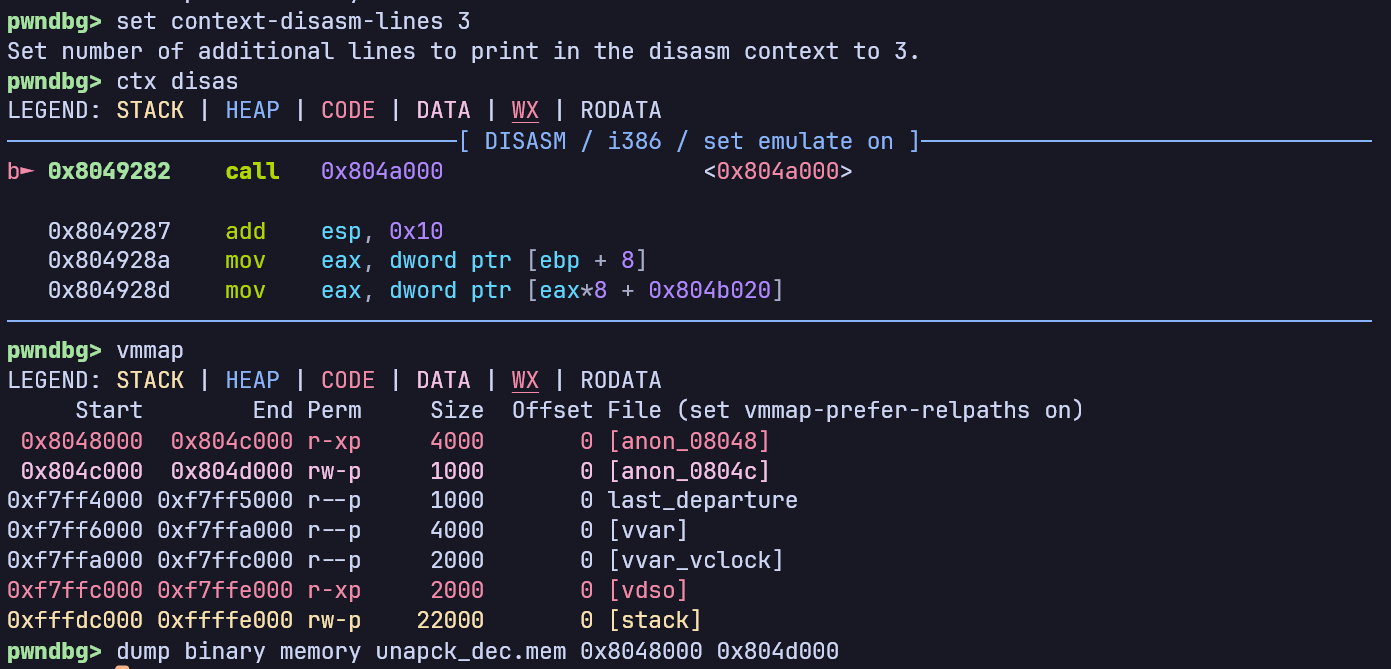 pwndbg> set context-disasm-lines 3
Set number of additional lines to print in the disasm context to 3.
pwndbg> ctx disas
LEGEND: STACK | HEAP | CODE | DATA | WX | RODATA
[ DISASM / i386 / set emulate on ]
b► 0x8049282    call   0x804a000                   <0x804a000>
0x8049287    add    esp, 0x10
0x804928a    mov    eax, dword ptr [ebp + 8]
0x804928d    mov    eax, dword ptr [eax*8 + 0x804b020]
pwndbg> vmmap
LEGEND: STACK | HEAP | CODE | DATA | WX | RODATA
     Start        End Perm     Size  Offset File (set vmmap-prefer-relpaths on)
 0x8048000  0x804c000 r-xp     4000       0 [anon_08048]
 0x804c000  0x804d000 rw-p     1000       0 [anon_0804c]
0xf7ff4000 0xf7ff5000 r--p     1000       0 last_departure
0xf7ff6000 0xf7ffa000 r--p     4000       0 [vvar]
0xf7ffa000 0xf7ffc000 r--p     2000       0 [vvar_vclock]
0xf7ffc000 0xf7ffe000 r-xp     2000       0 [vdso]
0xfffdc000 0xffffe000 rw-p    22000       0 [stack]
pwndbg> dump binary memory unapck_dec.mem 0x8048000 0x804d000